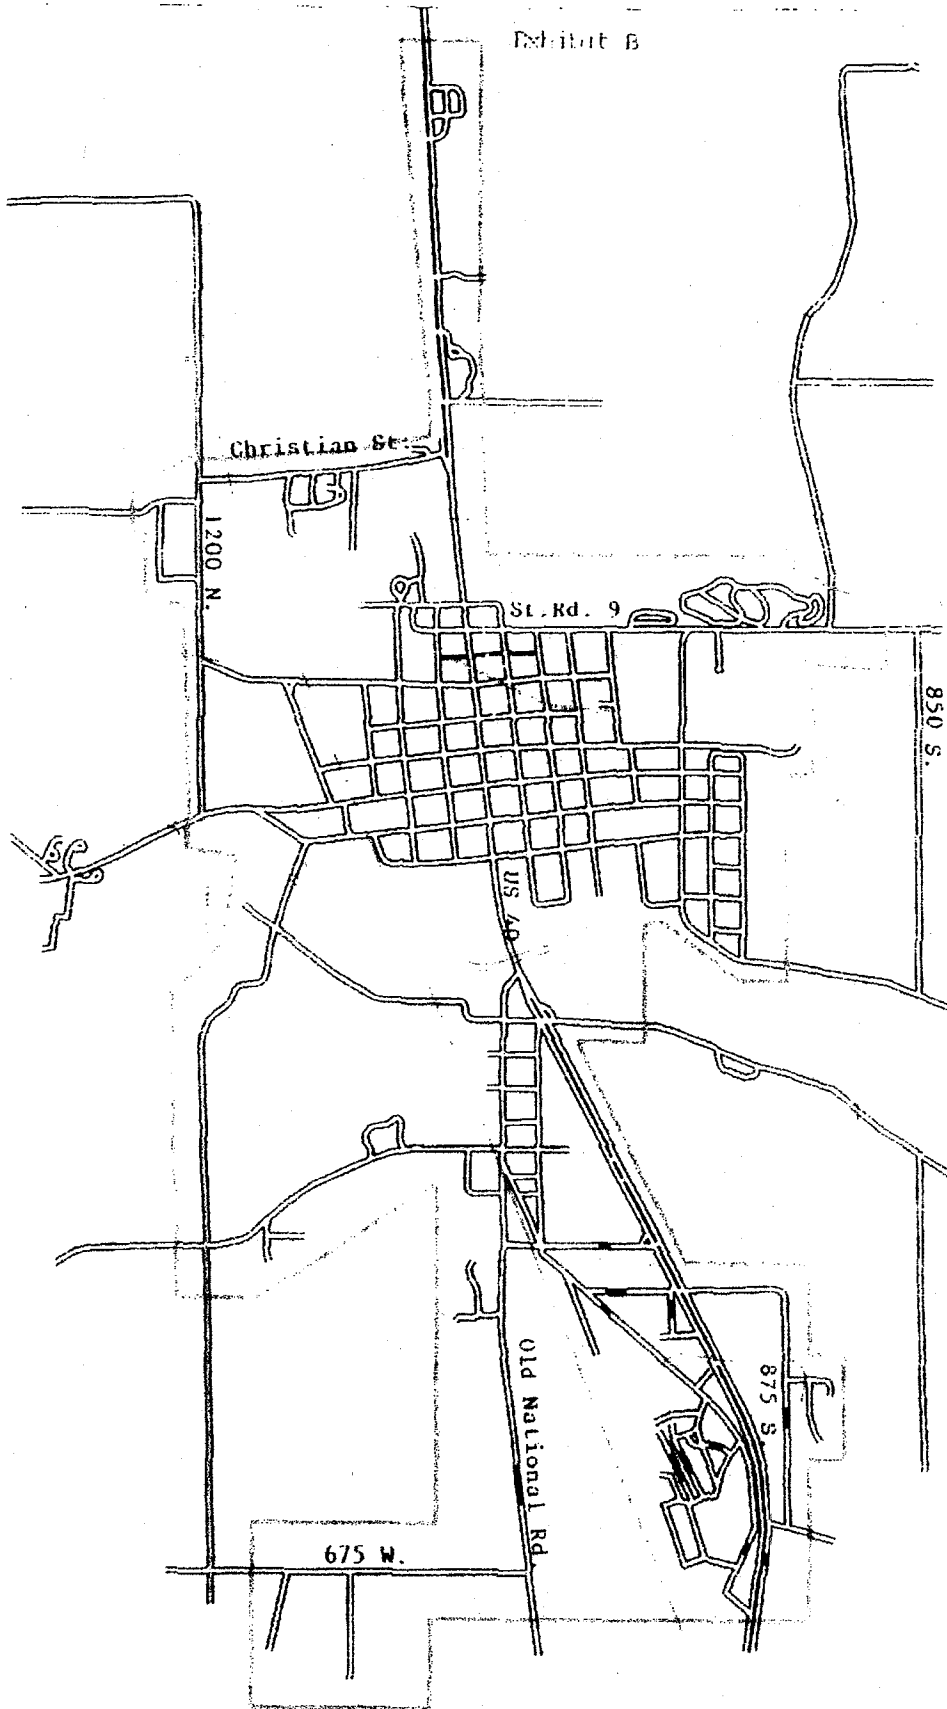 Exhibit B
Christian St.
1200 N.
St. Rd. 9
850 S.
US 40
Old National Rd.
875 S.
675 W.